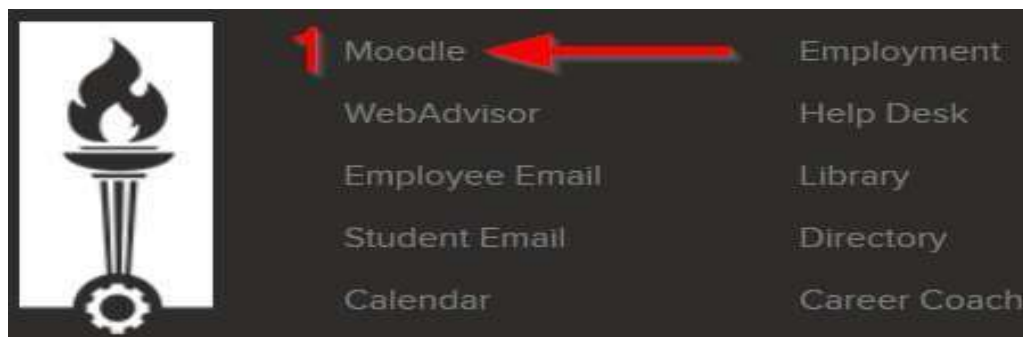 1 Moodle Employment
WebAdvisor Help Desk
Employee Email Library
Student Email Directory
Calendar Career Coach